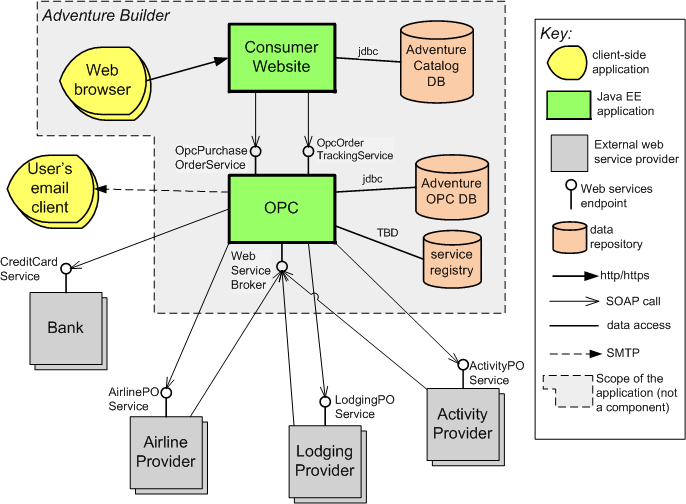 Adventure Builder
Consumer
Website
Web
browser
jdbc
Adventure
Catalog
DB
OpcPurchase
OrderService
OpcOrder
TrackingService
User's
email
client
OPC
jdbc
Adventure
OPC DB
TBD
service
registry
Web
Service
Broker
CreditCard
Service
Bank
AirlinePO
Service
Airline
Provider
LodgingPO
Service
Lodging
Provider
ActivityPO
Service
Activity
Provider
Key:
client-side
application
Java EE
application
External web
service provider
Web services
endpoint
data
repository
http/https
SOAP call
data access
SMTP
Scope of the
application (not
a component)